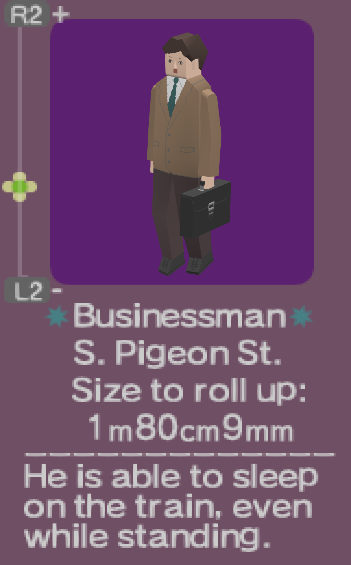 R2 +
L2 -
Businessman
S. Pigeon St.
Size to roll up:
1m80cm9mm
He is able to sleep
on the train, even
while standing.